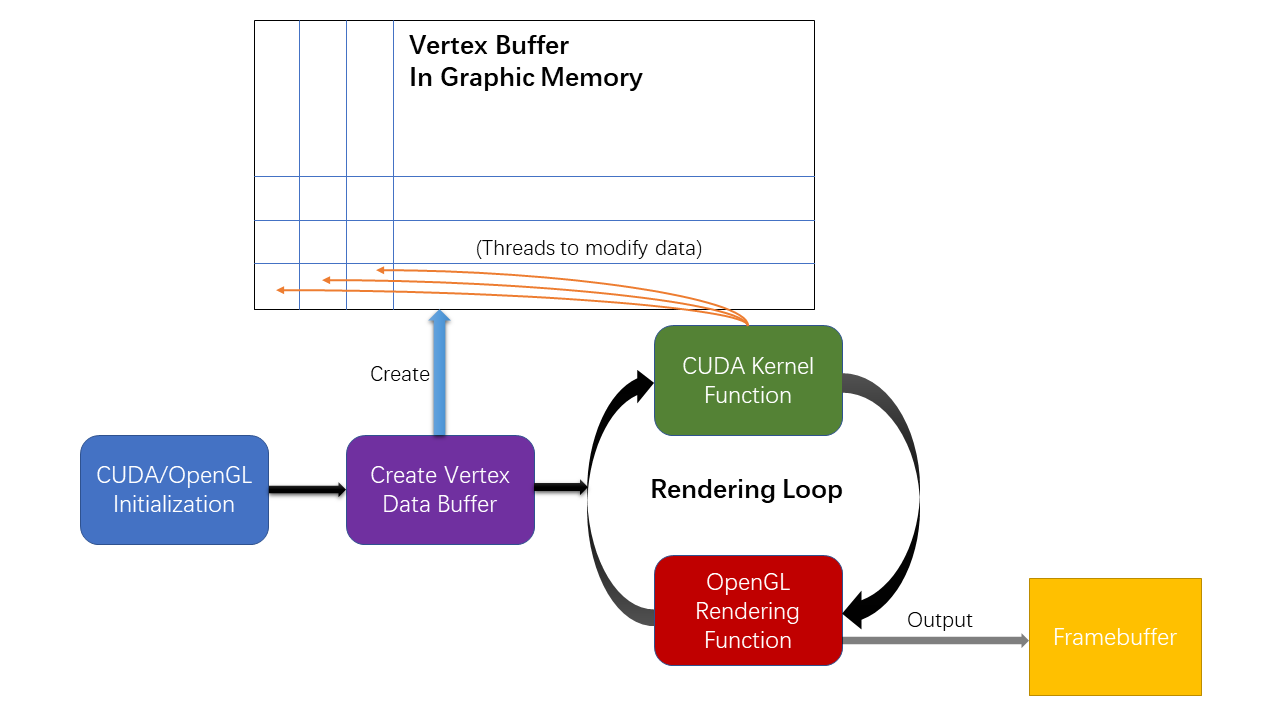 Vertex Buffer
In Graphic Memory
(Threads to modify data)
Create
CUDA Kernel
Function
CUDA/OpenGL
Initialization
Create Vertex
Data Buffer
Rendering Loop
OpenGL
Rendering
Function
Output
Framebuffer